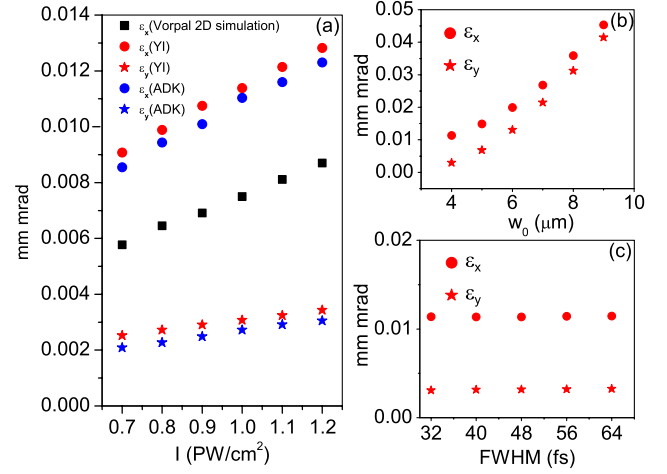 (a)
εx(Vorpal 2D simulation)
εx(YI)
εy(YI)
εx(ADK)
εy(ADK)
0.014
0.012
0.010
0.008
0.006
0.004
0.002
0.000
mm mrad
0.7 0.8 0.9 1.0 1.1 1.2
I (PW/cm²)
(b)
εx
εy
0.05
0.04
0.03
0.02
0.01
0.00
mm mrad
4 6 8 10
w₀ (μm)
(c)
εx
εy
0.02
0.01
0.00
mm mrad
32 40 48 56 64
FWHM (fs)